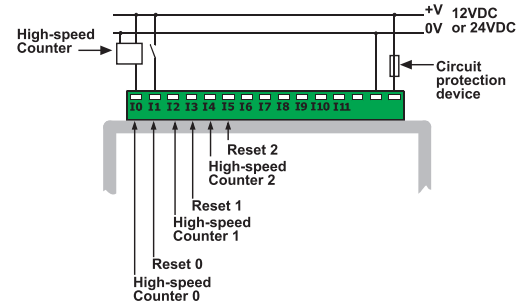 +V 12VDC
0V or 24VDC
High-speed
Counter
Circuit
protection
device
I0 I1 I2 I3 I4 I5 I6 I7 I8 I9 I10 I11
Reset 2
High-speed
Counter 2
Reset 1
High-speed
Counter 1
Reset 0
High-speed
Counter 0